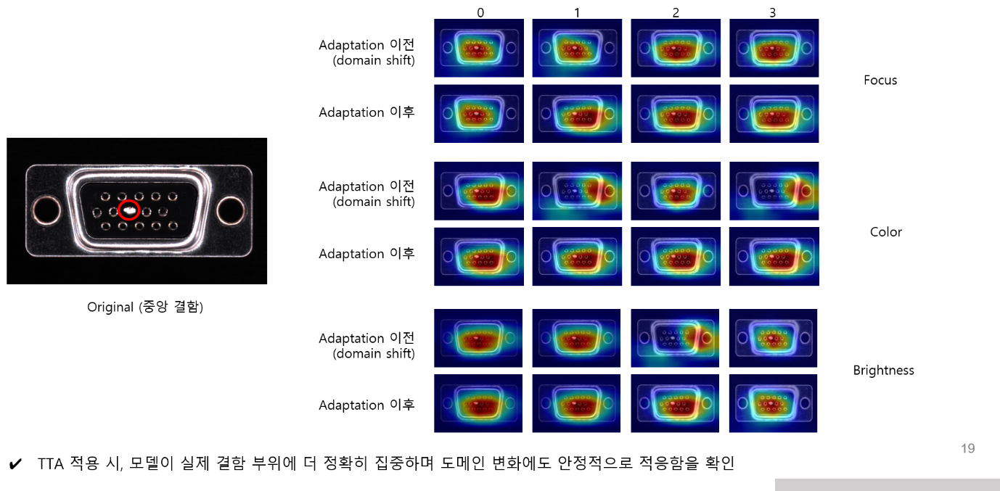 0 1 2 3
Adaptation 이전
(domain shift)
Focus
Adaptation 이후
Adaptation 이전
(domain shift)
Color
Adaptation 이후
Original (중앙 결함)
Adaptation 이전
(domain shift)
Brightness
Adaptation 이후
19
✔ TTA 적용 시, 모델이 실제 결함 부위에 더 정확히 집중하며 도메인 변화에도 안정적으로 적응함을 확인